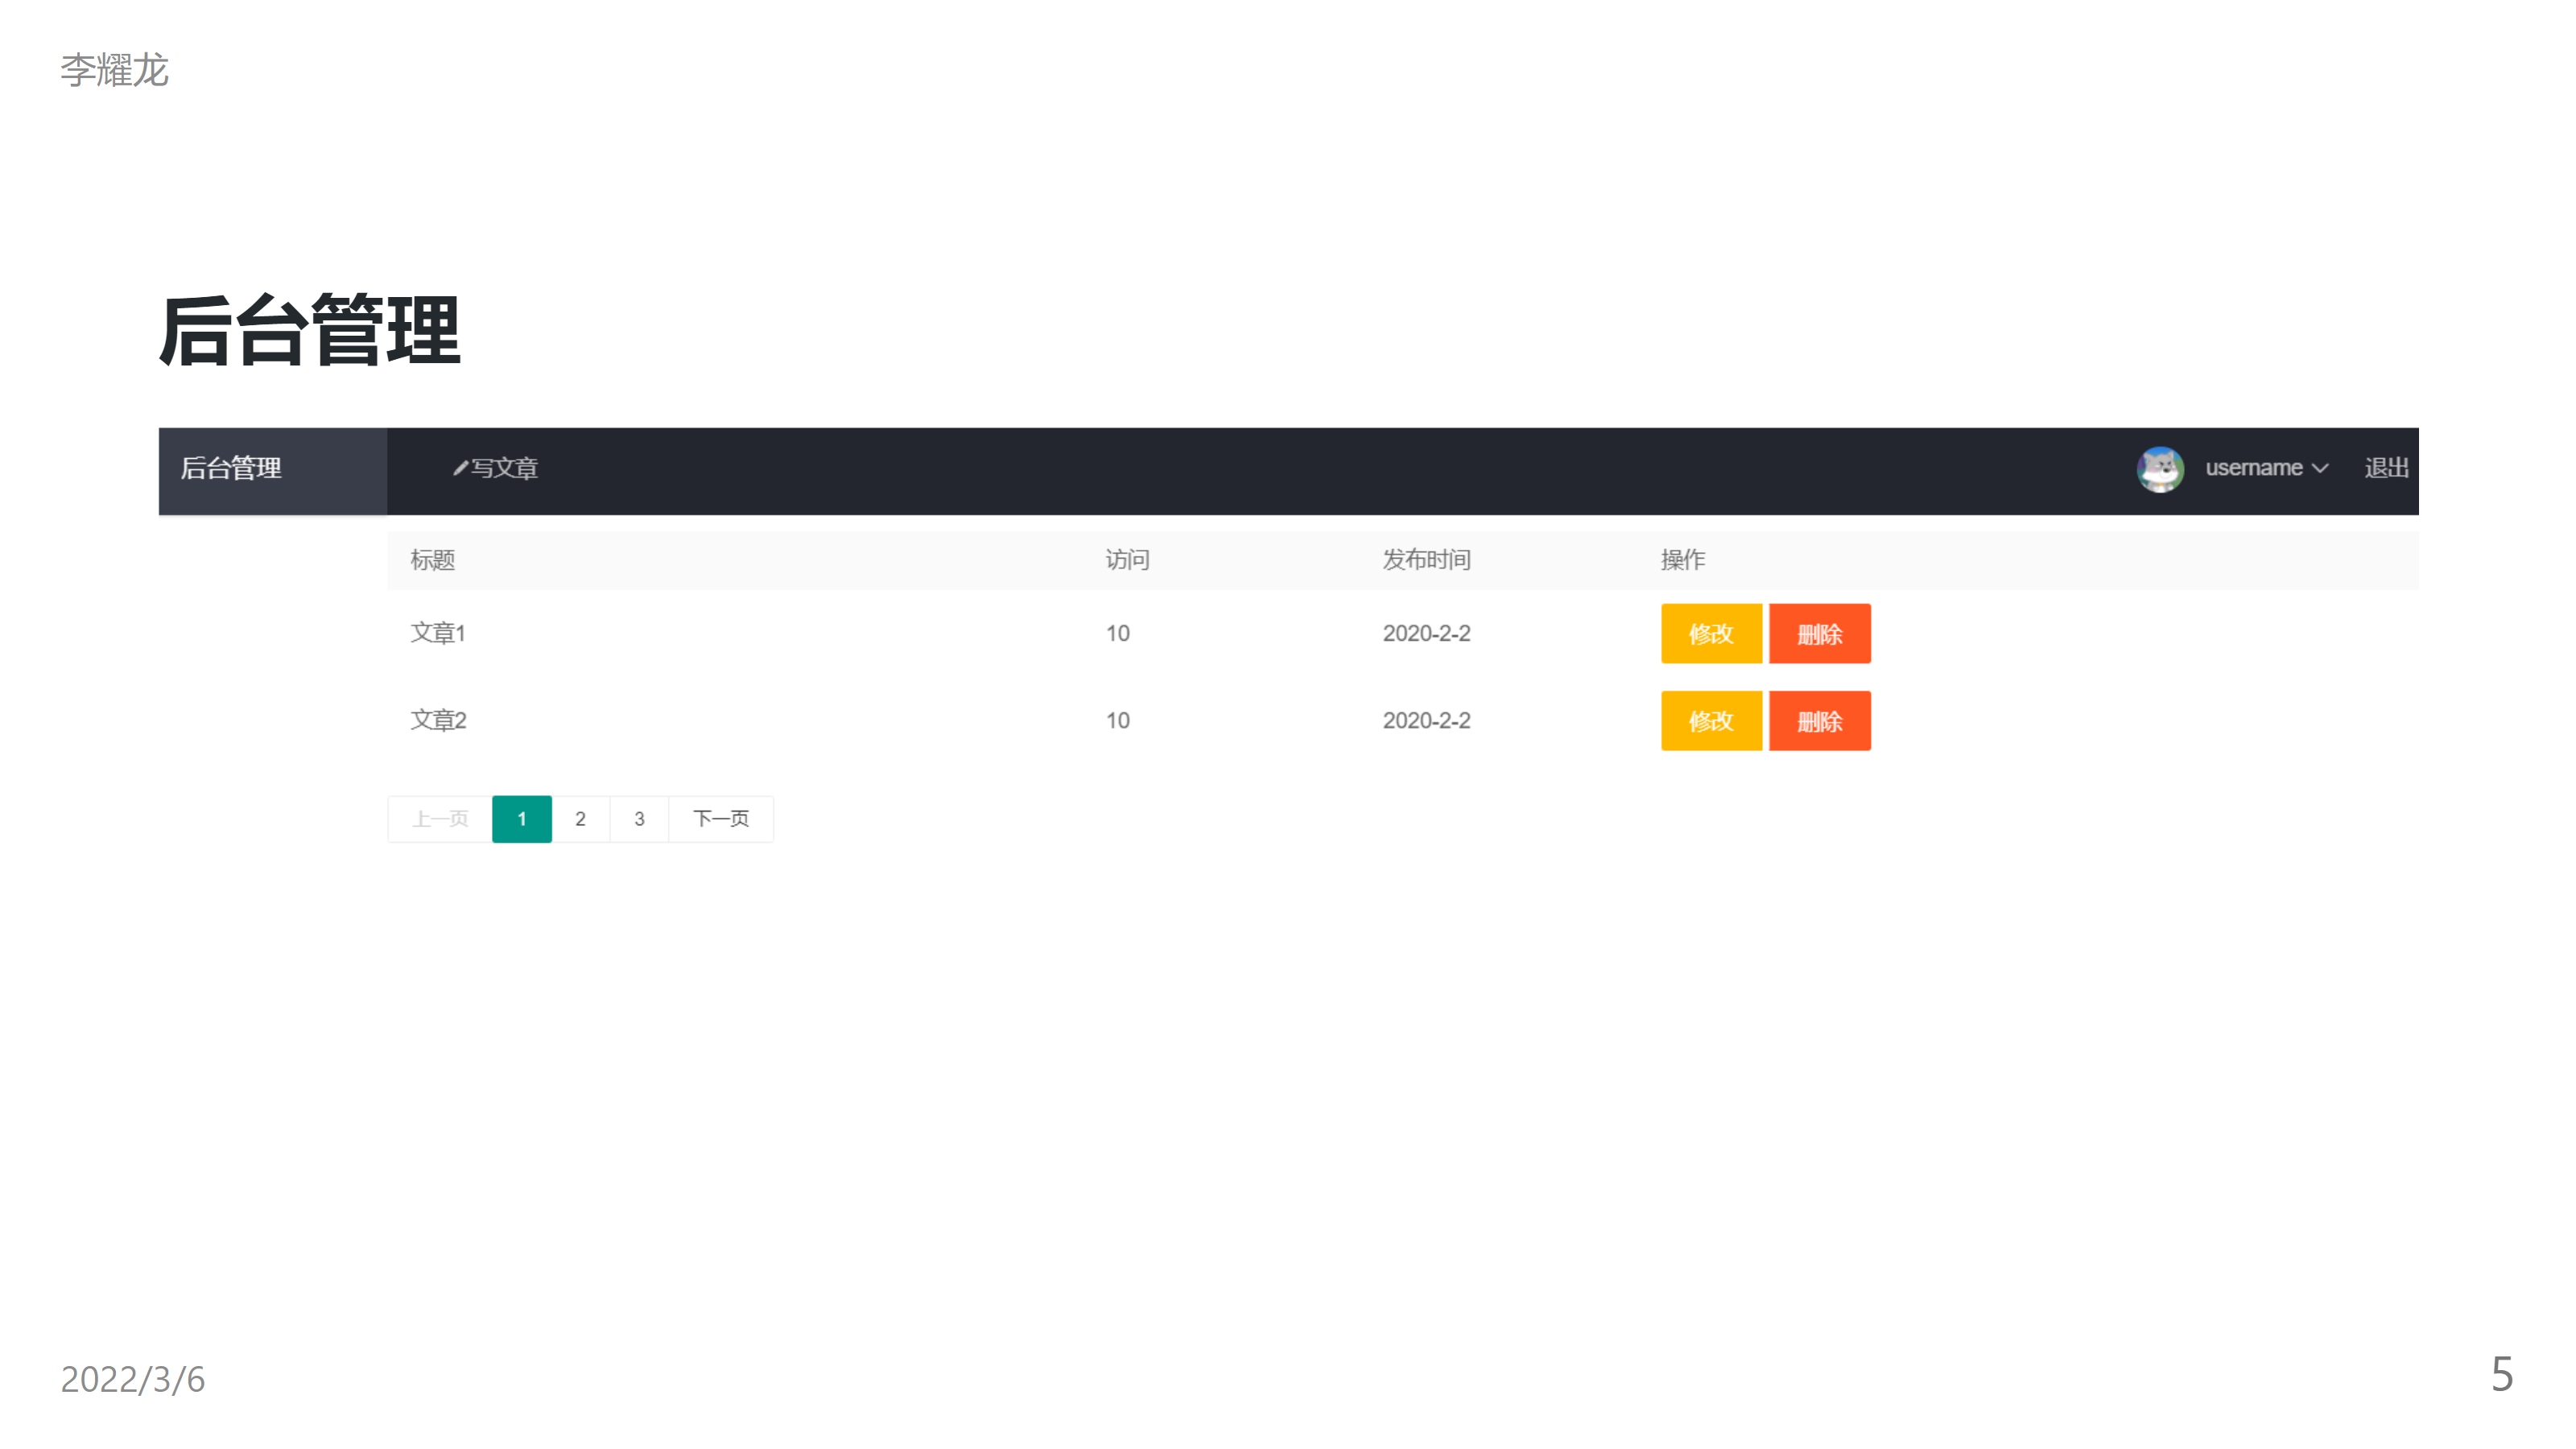 李耀龙
后台管理
后台管理 写文章 username 退出
标题 访问 发布时间 操作
文章1 10 2020-2-2 修改 删除
文章2 10 2020-2-2 修改 删除
上一页 1 2 3 下一页
2022/3/6 5